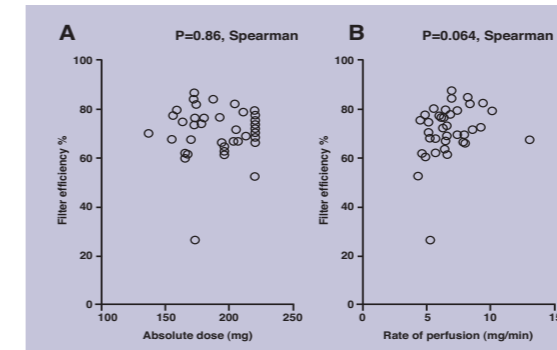 A
P=0.86, Spearman
Filter efficiency %
100
80
60
40
20
0
100
150
200
250
Absolute dose (mg)
B
P=0.064, Spearman
Filter efficiency %
100
80
60
40
20
0
0
5
10
15
Rate of perfusion (mg/min)